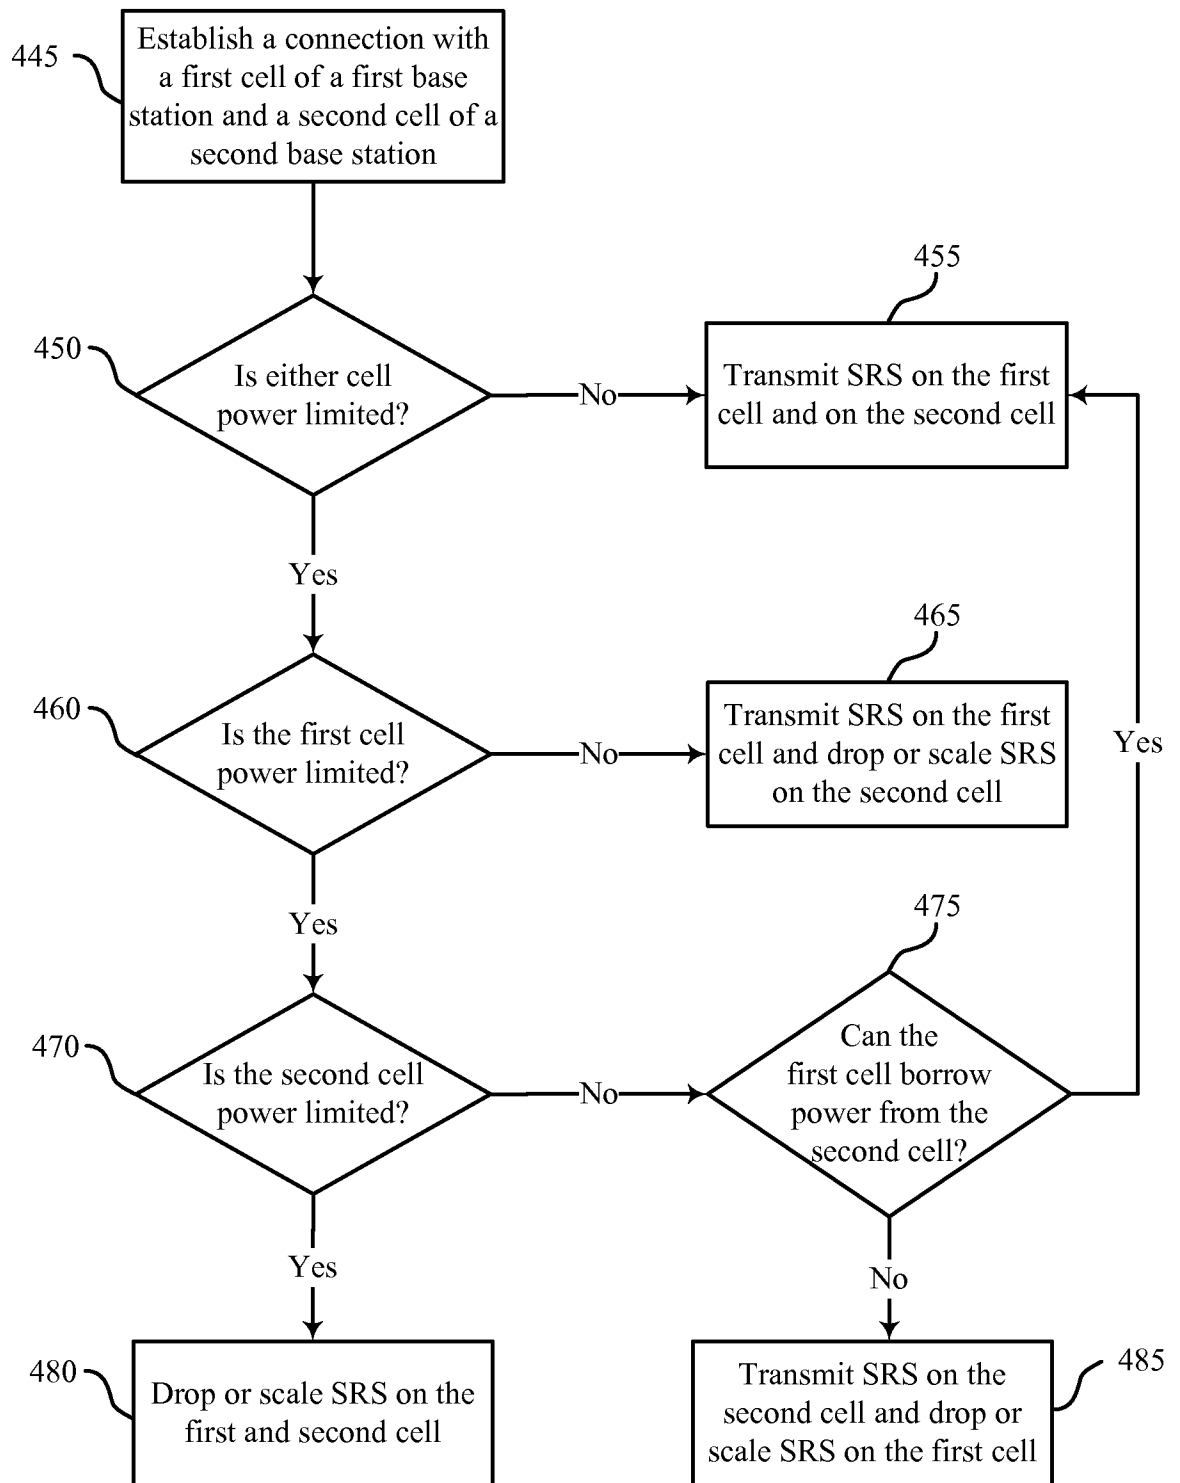 445
Establish a connection with
a first cell of a first base
station and a second cell of a
second base station
455
450
Is either cell
power limited?
No
Transmit SRS on the first
cell and on the second cell
Yes
465
460
Is the first cell
power limited?
No
Transmit SRS on the first
cell and drop or scale SRS
on the second cell
Yes
Yes
475
470
Is the second cell
power limited?
No
Can the
first cell borrow
power from the
second cell?
Yes
No
480
Drop or scale SRS on the
first and second cell
485
Transmit SRS on the
second cell and drop or
scale SRS on the first cell